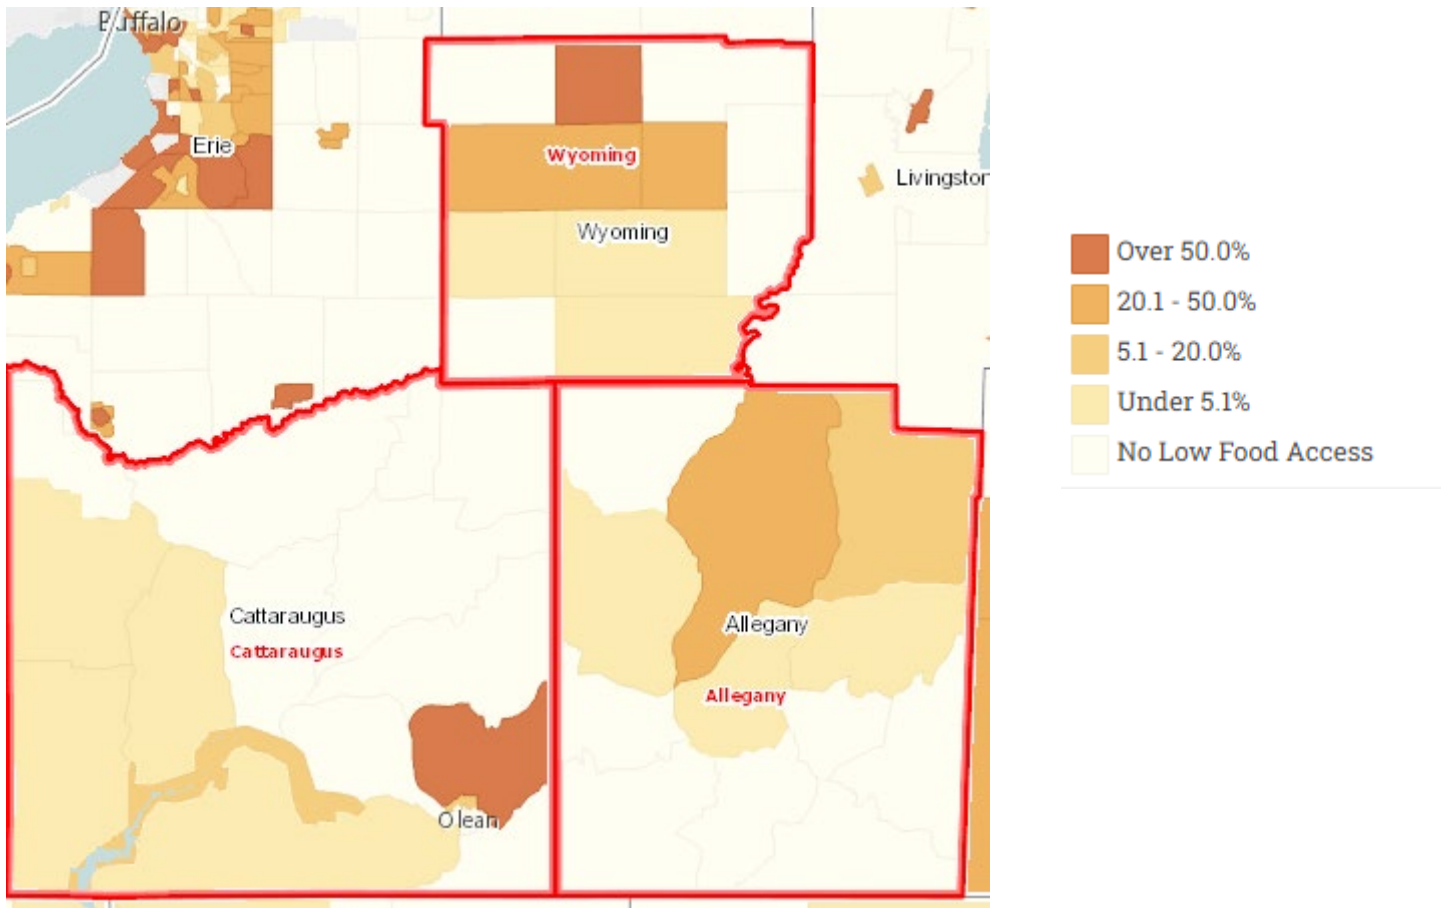 Buffalo
Erie
Wyoming
Livingston
Wyoming
Over 50.0%
20.1 - 50.0%
5.1 - 20.0%
Under 5.1%
No Low Food Access
Cattaraugus
Allegany
Cattaraugus
Allegany
Olean